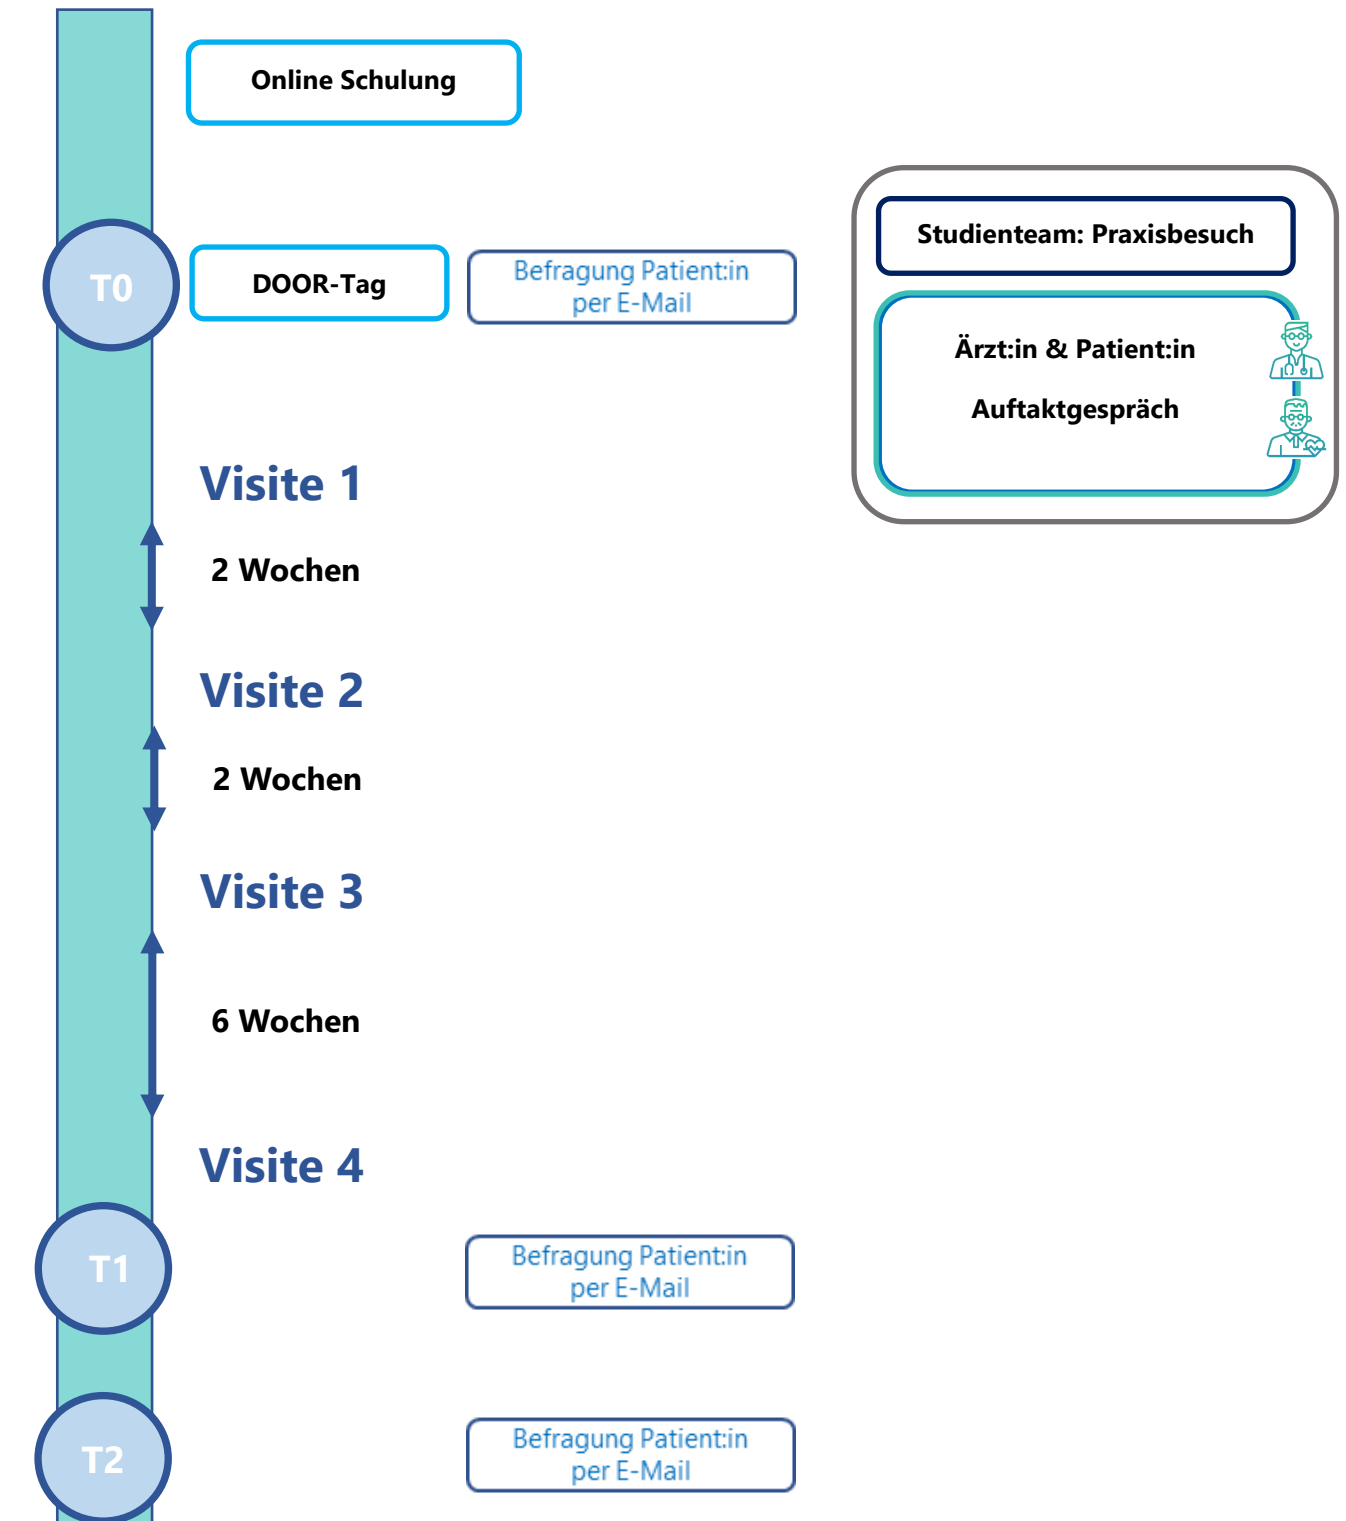 Online Schulung
Studienteam: Praxisbesuch
T0
DOOR-Tag
Befragung Patient:in
per E-Mail
Ärzt:in & Patient:in
Auftaktgespräch
Visite 1
2 Wochen
Visite 2
2 Wochen
Visite 3
6 Wochen
Visite 4
T1
Befragung Patient:in
per E-Mail
T2
Befragung Patient:in
per E-Mail